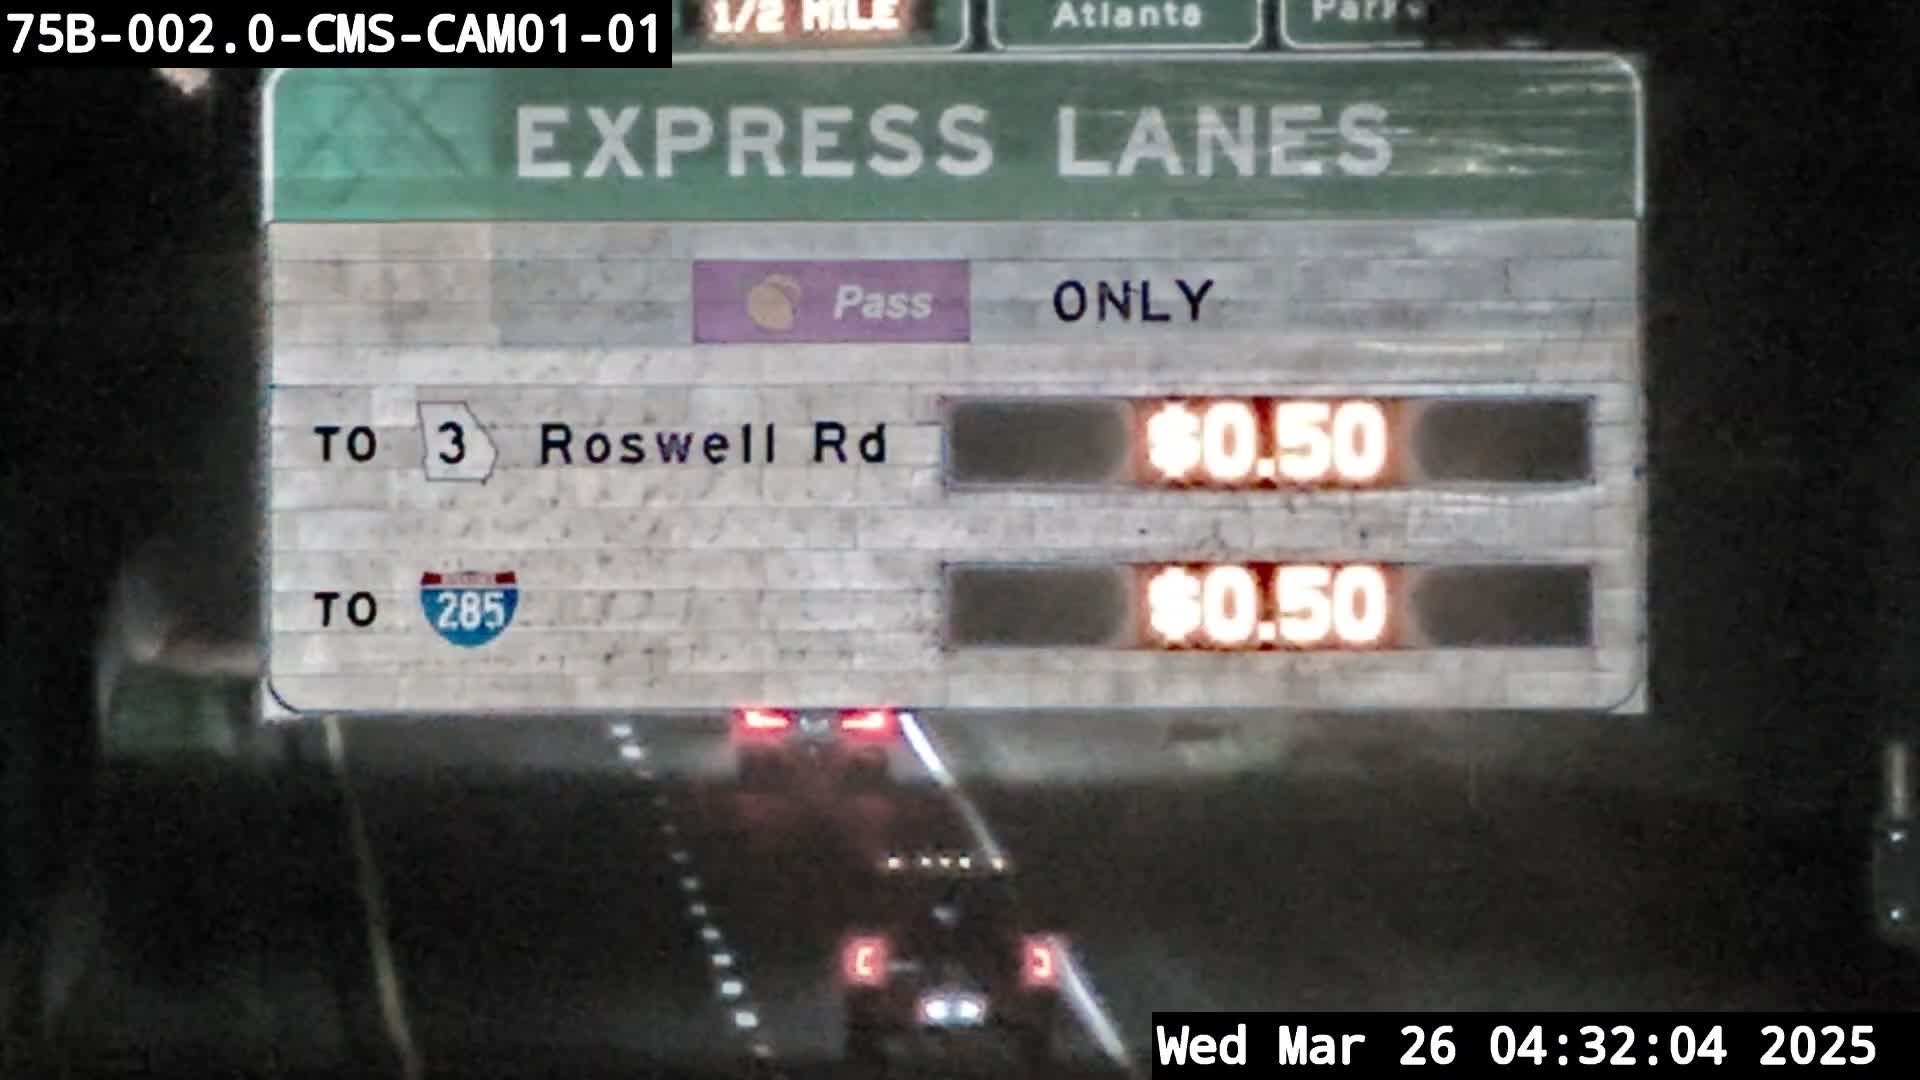 75B-002.0-CMS-CAM01-01
1/2 MILE
Atlanta
EXPRESS LANES
Pass ONLY
TO 3 Roswell Rd $0.50
TO 285 $0.50
Wed Mar 26 04:32:04 2025